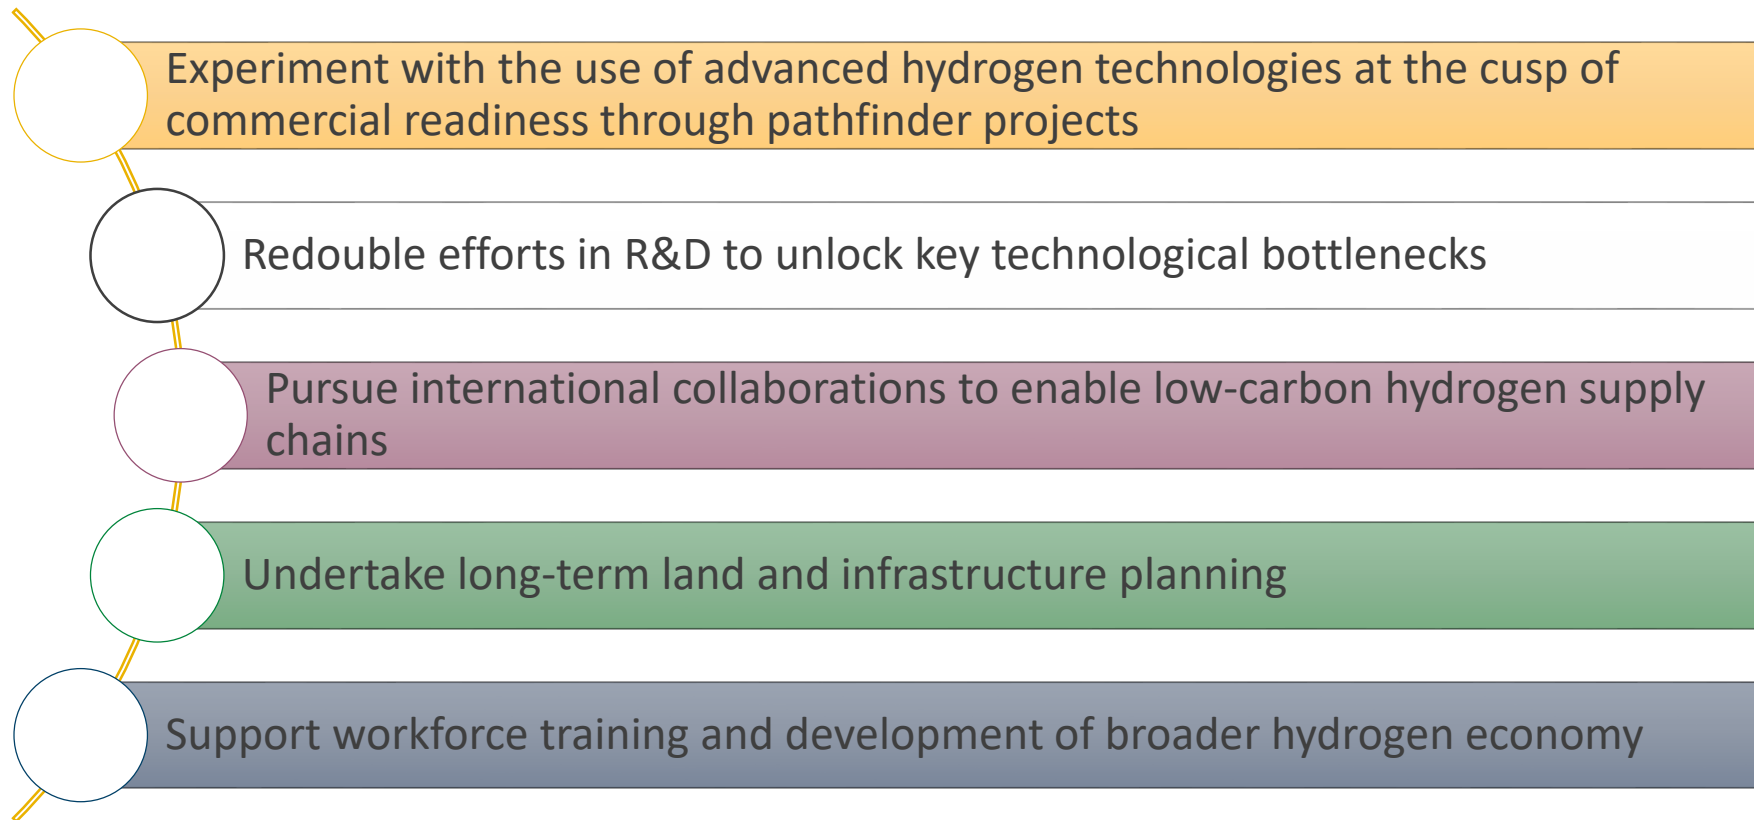 Experiment with the use of advanced hydrogen technologies at the cusp of
commercial readiness through pathfinder projects
Redouble efforts in R&D to unlock key technological bottlenecks
Pursue international collaborations to enable low-carbon hydrogen supply
chains
Undertake long-term land and infrastructure planning
Support workforce training and development of broader hydrogen economy